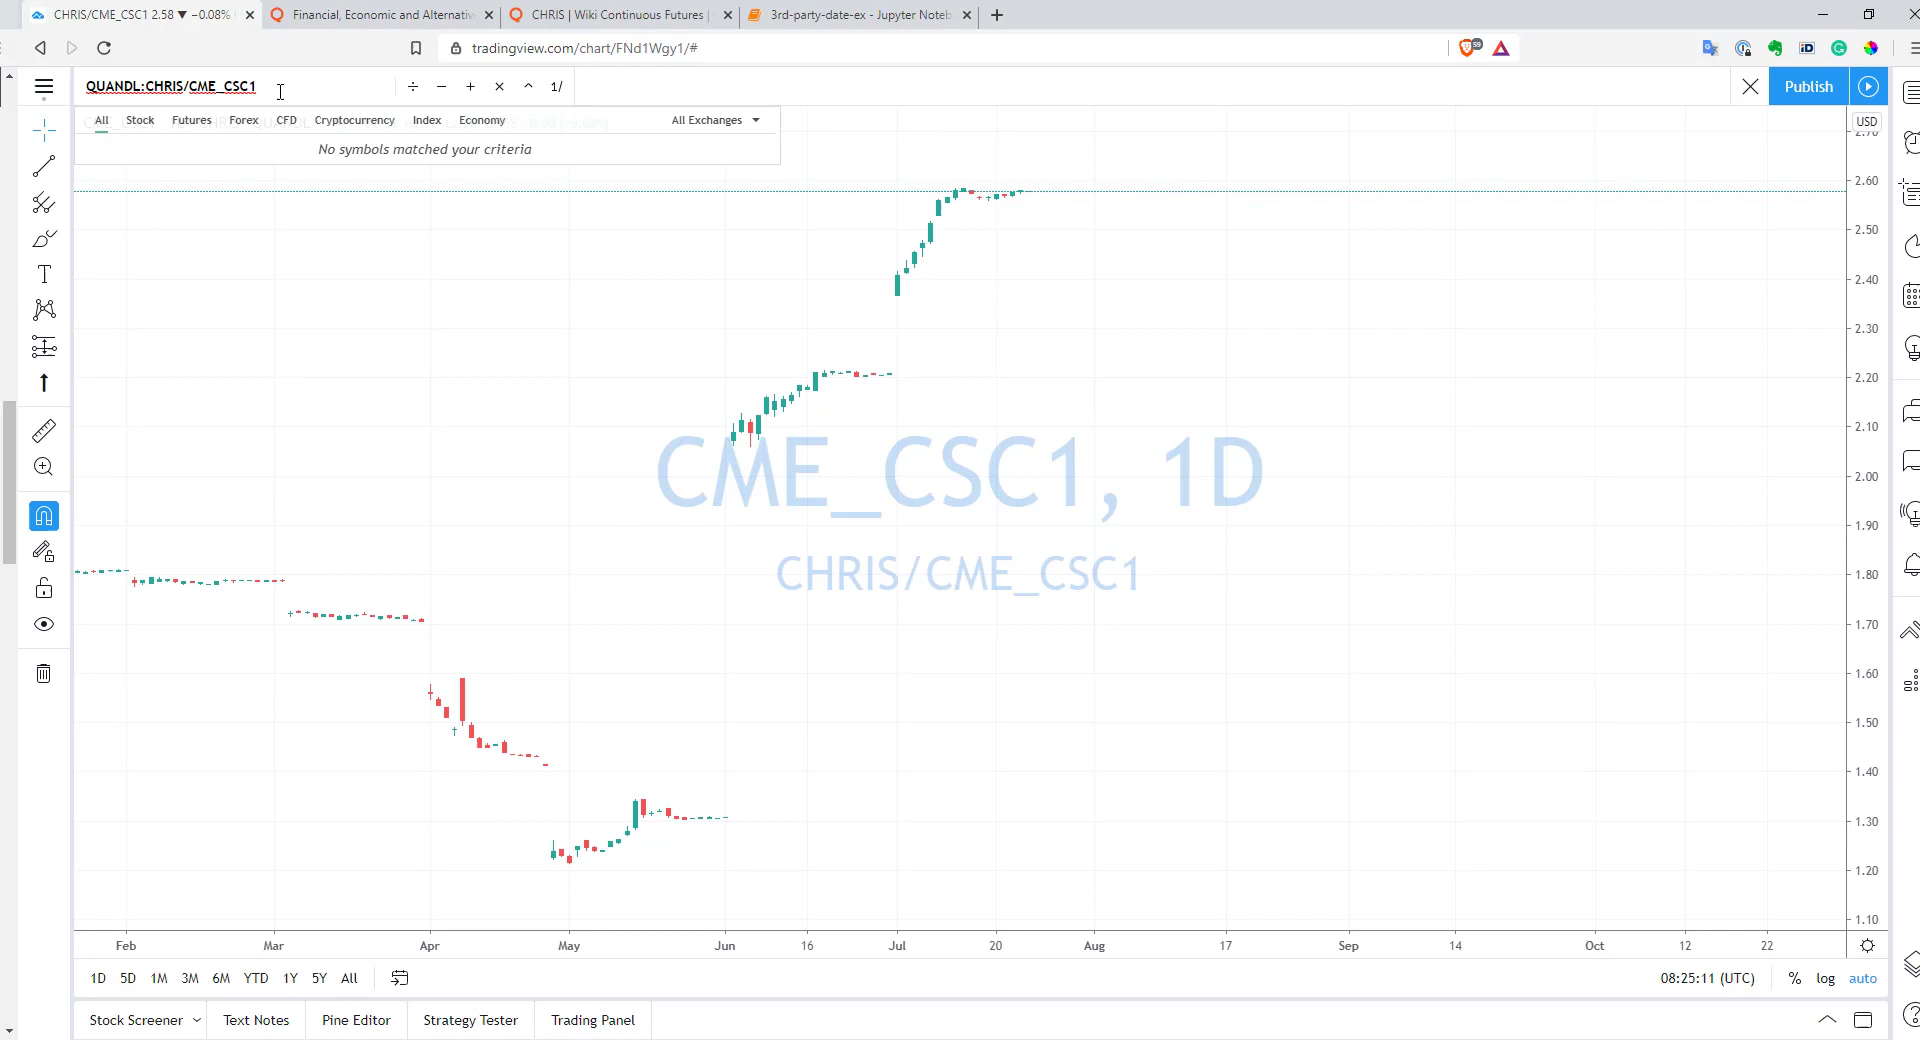 CHRIS/CME_CSC1 2.58 ▼ −0.08%
Financial, Economic and Alternativ
CHRIS | Wiki Continuous Futures |
3rd-party-date-ex - Jupyter Noteb
tradingview.com/chart/FNd1Wgy1/#
59
iD
QUANDL:CHRIS/CME_CSC1
÷ − + × ^ 1/
Publish
All Stock Futures Forex CFD Cryptocurrency Index Economy All Exchanges
No symbols matched your criteria
USD
2.70
2.60
2.50
2.40
2.30
2.20
2.10
2.00
1.90
1.80
1.70
1.60
1.50
1.40
1.30
1.20
1.10
CME_CSC1, 1D
CHRIS/CME_CSC1
Feb Mar Apr May Jun 16 Jul 20 Aug 17 Sep 14 Oct 12 22
1D 5D 1M 3M 6M YTD 1Y 5Y All
08:25:11 (UTC) % log auto
Stock Screener Text Notes Pine Editor Strategy Tester Trading Panel